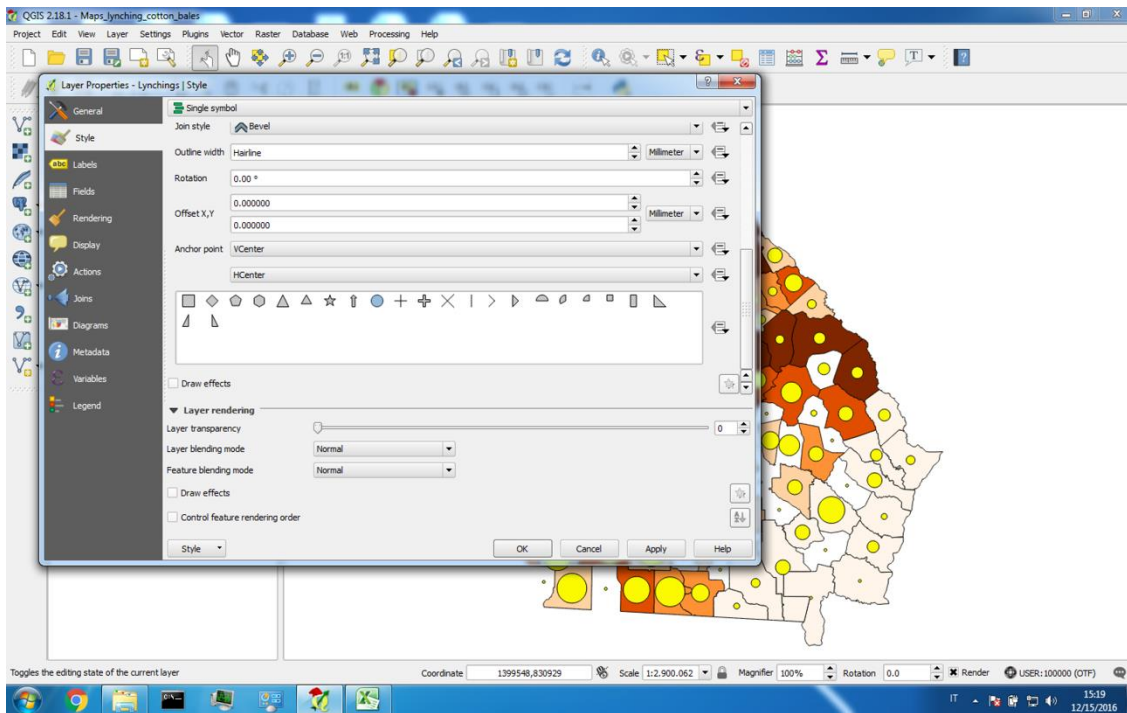 QGIS 2.18.1 - Maps_lynching_cotton_bales
Project Edit View Layer Settings Plugins Vector Raster Database Web Processing Help
Layer Properties - Lynchings | Style
General
Style
abc Labels
Fields
Rendering
Display
Actions
Joins
Diagrams
Metadata
Variables
Legend
Single symbol
Join style Bevel
Outline width Hairline Millimeter
Rotation 0.00 °
Offset X,Y 0.000000 Millimeter
0.000000
Anchor point VCenter
HCenter
Draw effects
Layer rendering
Layer transparency 0
Layer blending mode Normal
Feature blending mode Normal
Draw effects
Control feature rendering order
Style OK Cancel Apply Help
Toggles the editing state of the current layer Coordinate 1399548,830929 Scale 1:2.900.062 Magnifier 100% Rotation 0.0 Render USER:100000 (OTF)
IT 15:19
12/15/2016